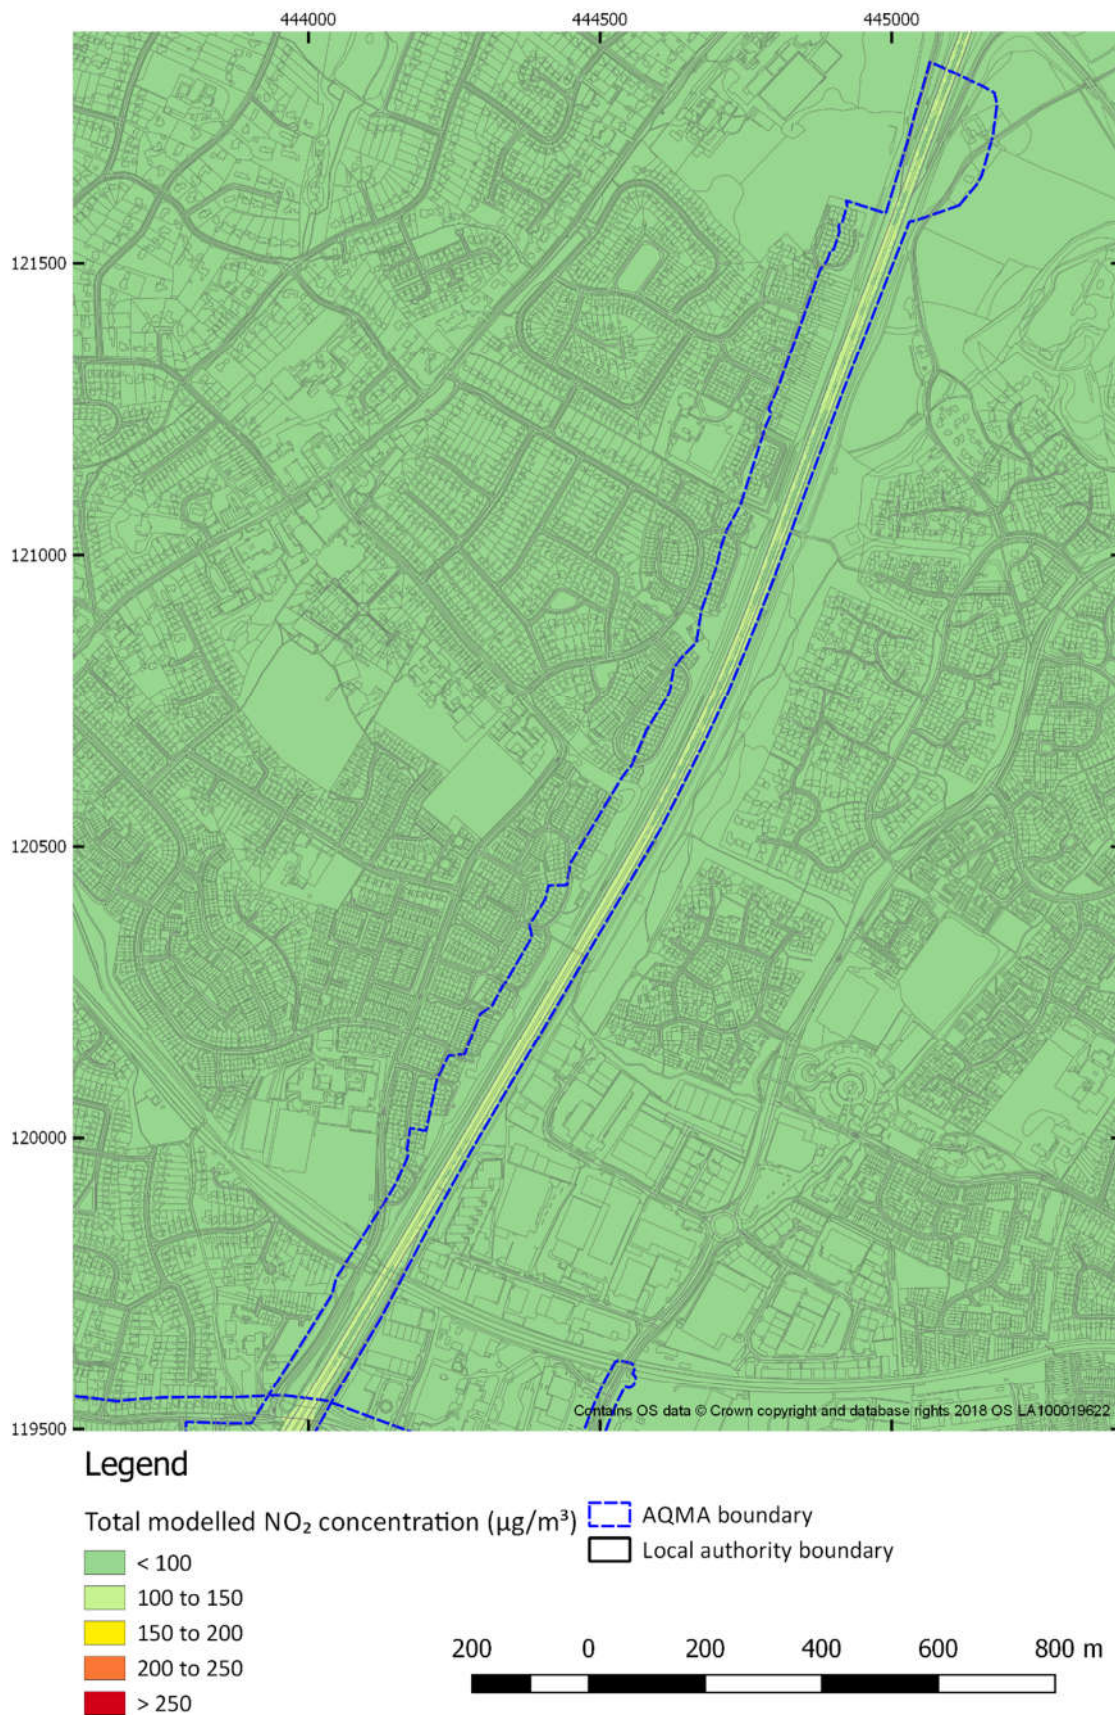 444000 444500 445000
121500
121000
120500
120000
119500
Contains OS data © Crown copyright and database rights 2018 OS LA100019622
Legend
Total modelled NO₂ concentration (µg/m³)
< 100
100 to 150
150 to 200
200 to 250
> 250
AQMA boundary
Local authority boundary
200 0 200 400 600 800 m